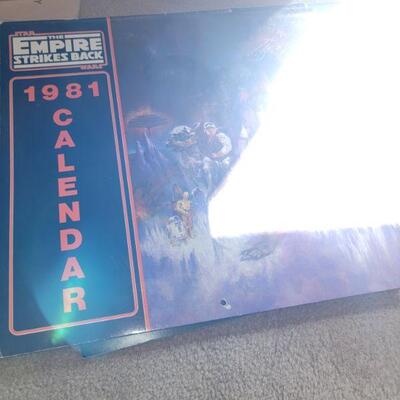 STAR
THE
EMPIRE
STRIKES BACK
WARS
1981
CALENDAR